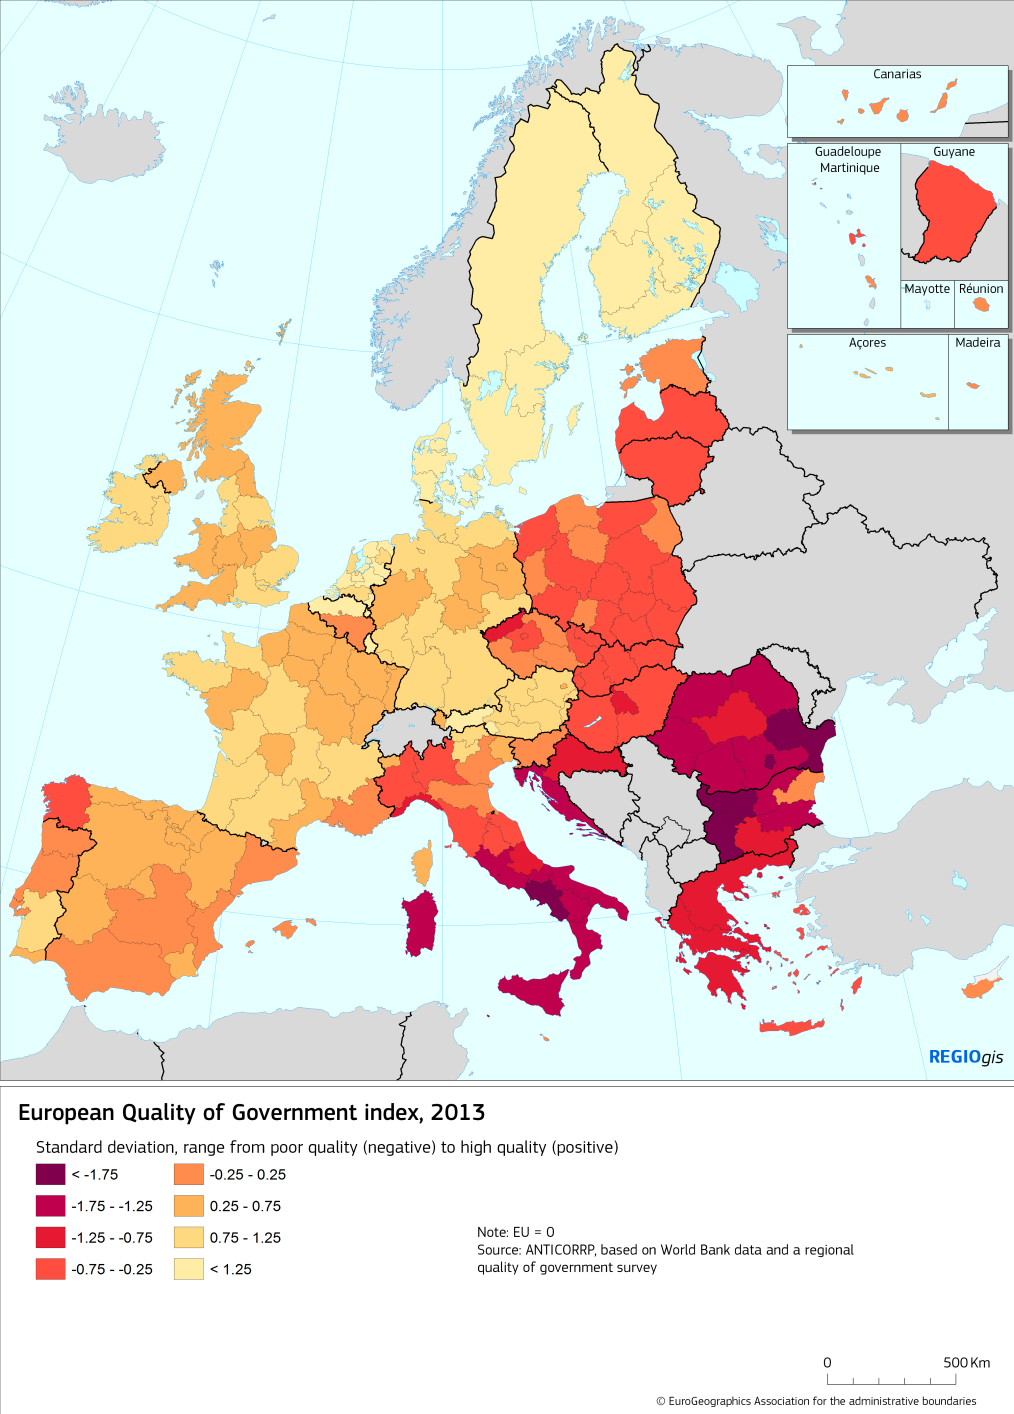 Canarias
Guadeloupe
Martinique
Guyane
Mayotte
Réunion
Açores
Madeira
REGIOgis
European Quality of Government index, 2013
Standard deviation, range from poor quality (negative) to high quality (positive)
< -1.75
-1.75 - -1.25
-1.25 - -0.75
-0.75 - -0.25
-0.25 - 0.25
0.25 - 0.75
0.75 - 1.25
< 1.25
Note: EU = 0
Source: ANTICORRP, based on World Bank data and a regional
quality of government survey
0 500 Km
© EuroGeographics Association for the administrative boundaries